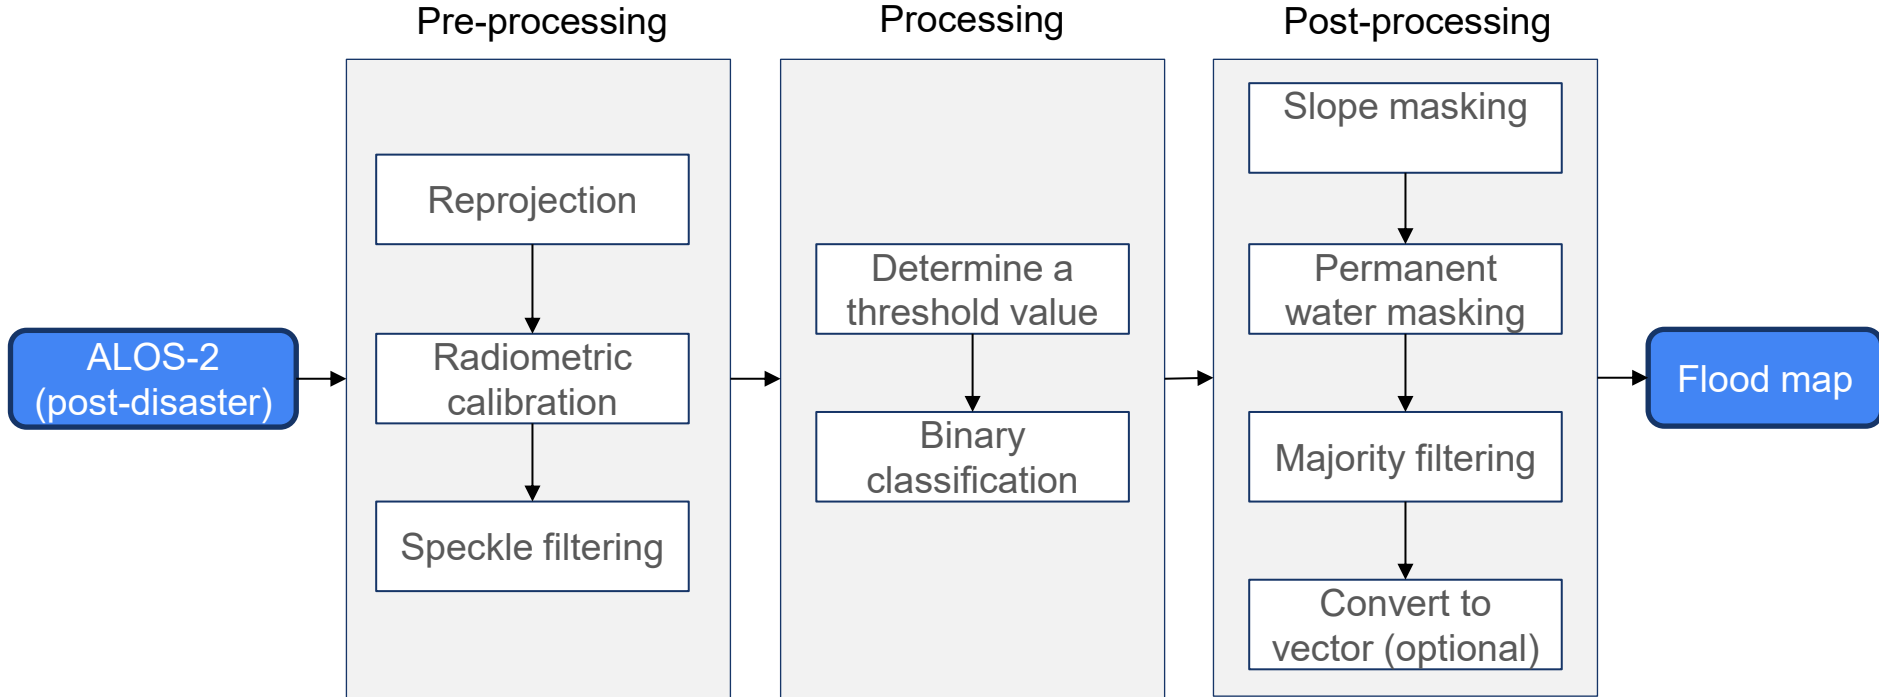 Pre-processing
Processing
Post-processing
ALOS-2
(post-disaster)
Reprojection
Radiometric
calibration
Speckle filtering
Determine a
threshold value
Binary
classification
Slope masking
Permanent
water masking
Majority filtering
Convert to
vector (optional)
Flood map